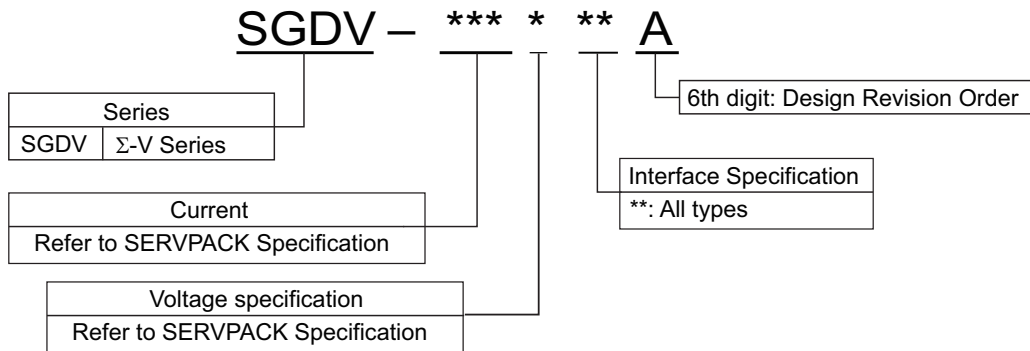 SGDV – *** * ** A
6th digit: Design Revision Order
Series
SGDV Σ-V Series
Interface Specification
**: All types
Current
Refer to SERVPACK Specification
Voltage specification
Refer to SERVPACK Specification